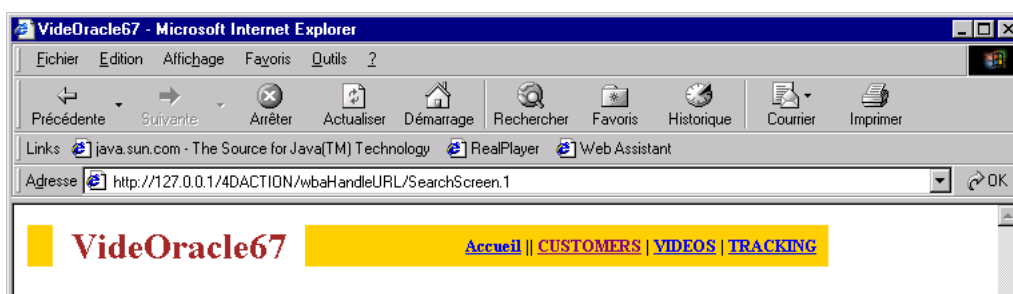 VideOracle67 - Microsoft Internet Explorer
Fichier Edition Affichage Favoris Outils ?
Précédente Suivante Arrêter Actualiser Démarrage Rechercher Favoris Historique Courrier Imprimer
Links java.sun.com - The Source for Java(TM) Technology RealPlayer Web Assistant
Adresse http://127.0.0.1/4DACTION/wbaHandleURL/SearchScreen.1 OK
VideOracle67 Accueil || CUSTOMERS | VIDEOS | TRACKING